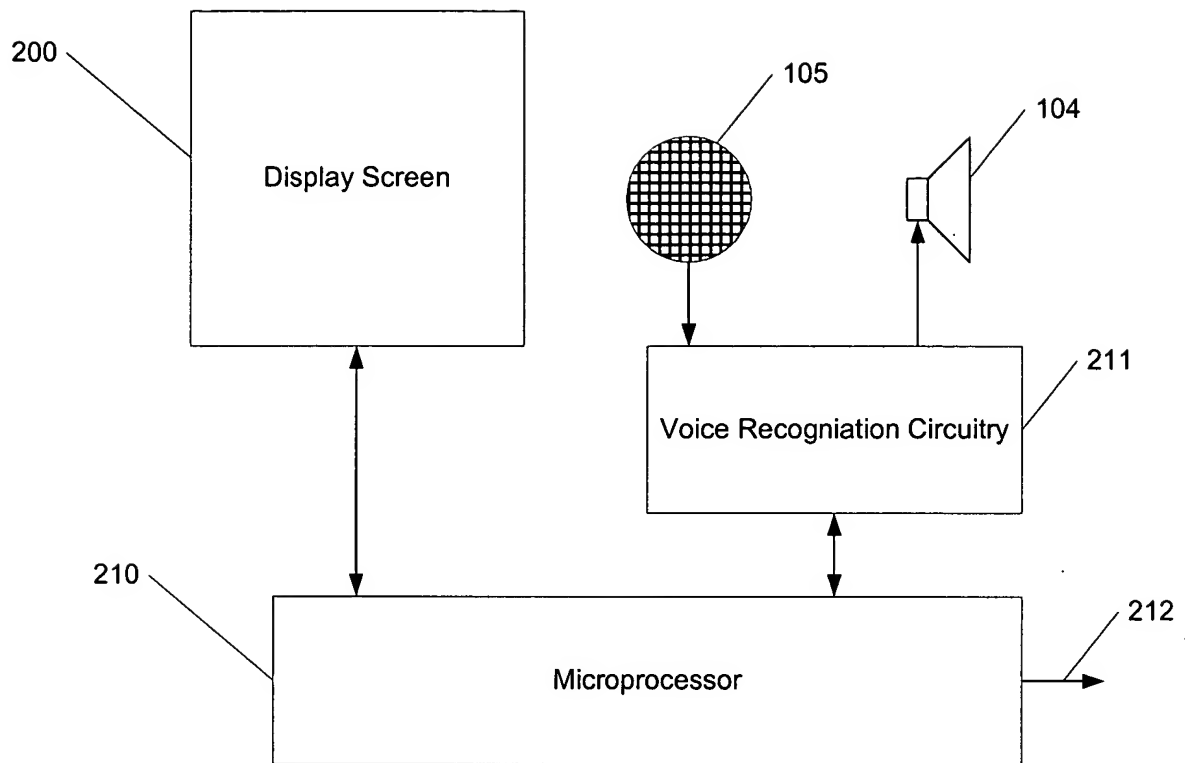 200
105
104
Display Screen
211
Voice Recogniation Circuitry
210
212
Microprocessor